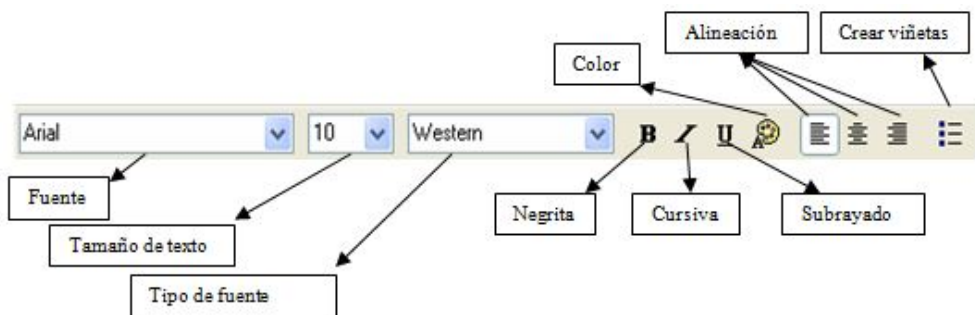 Alineación
Crear viñetas
Color
Arial
10
Western
B
I
U
A
Fuente
Negrita
Cursiva
Subrayado
Tamaño de texto
Tipo de fuente